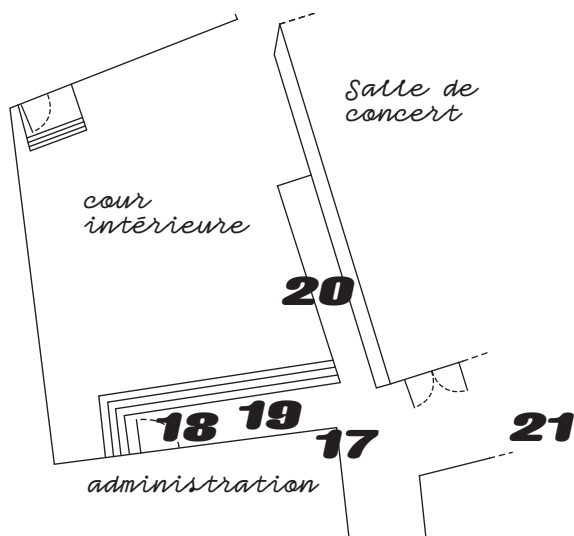 Salle de
concert
cour
intérieure
20
18 19
17
21
administration